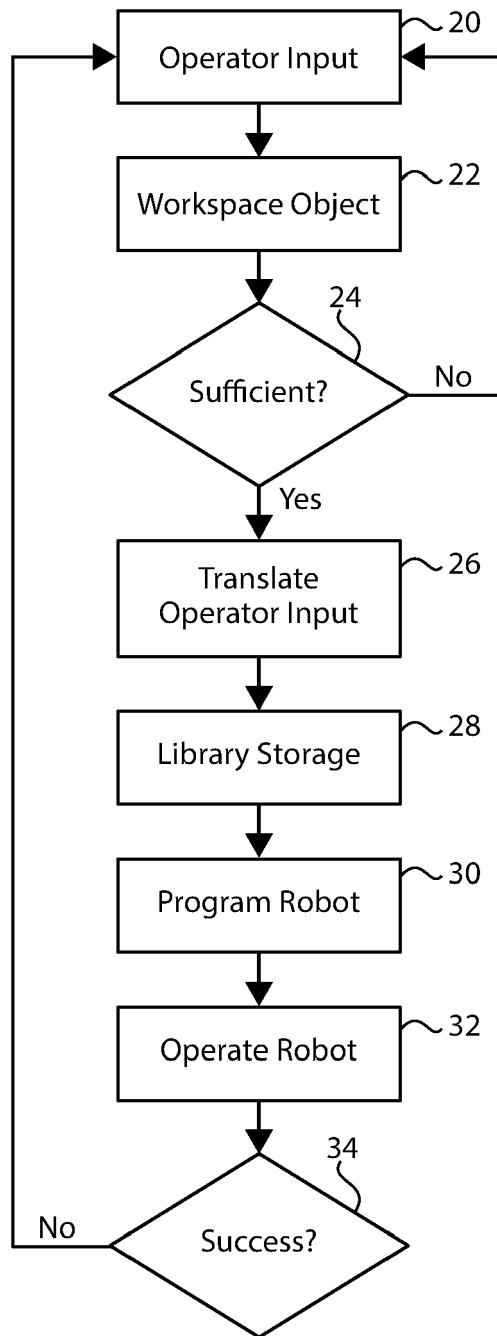 20
Operator Input
22
Workspace Object
24
Sufficient?
No
Yes
26
Translate
Operator Input
28
Library Storage
30
Program Robot
32
Operate Robot
34
No
Success?